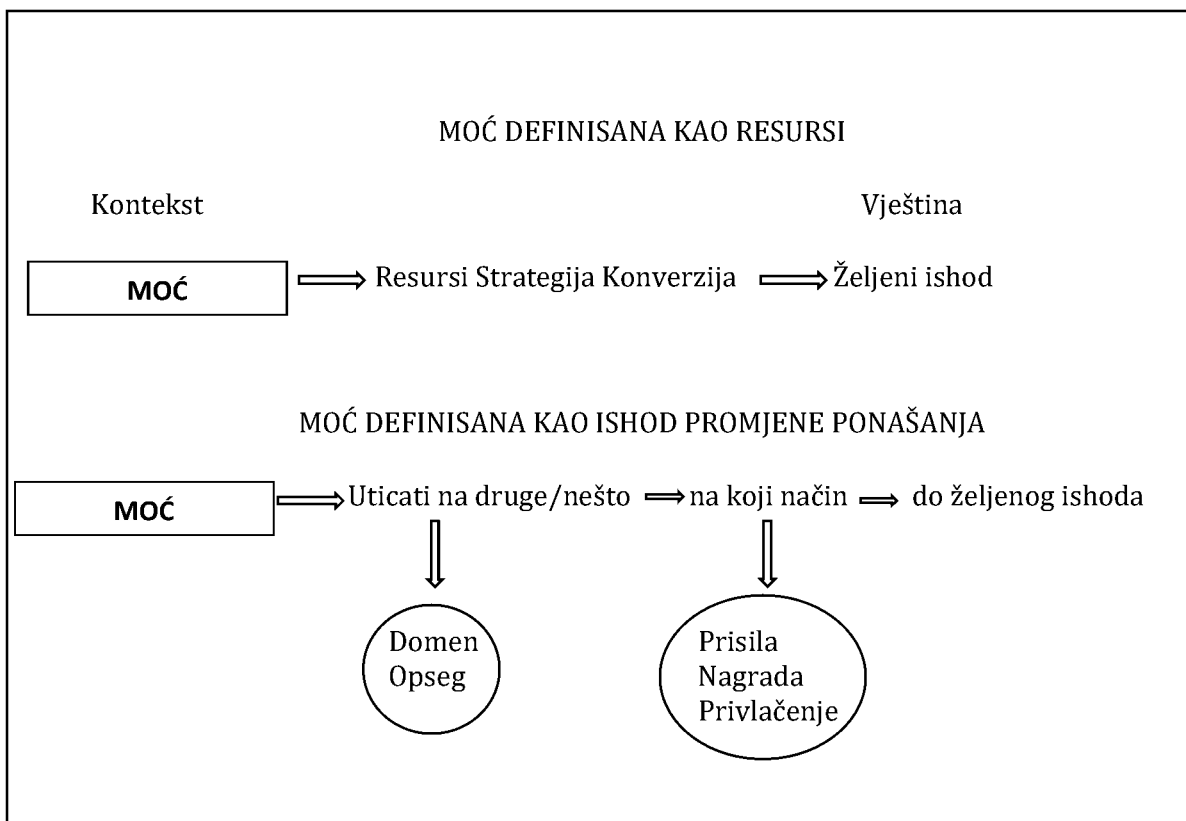 MOĆ DEFINISANA KAO RESURSI
Kontekst Vještina
MOĆ Resursi Strategija Konverzija Željeni ishod
MOĆ DEFINISANA KAO ISHOD PROMJENE PONAŠANJA
MOĆ Uticati na druge/nešto na koji način do željenog ishoda
Domen
Opseg
Prisila
Nagrada
Privlačenje